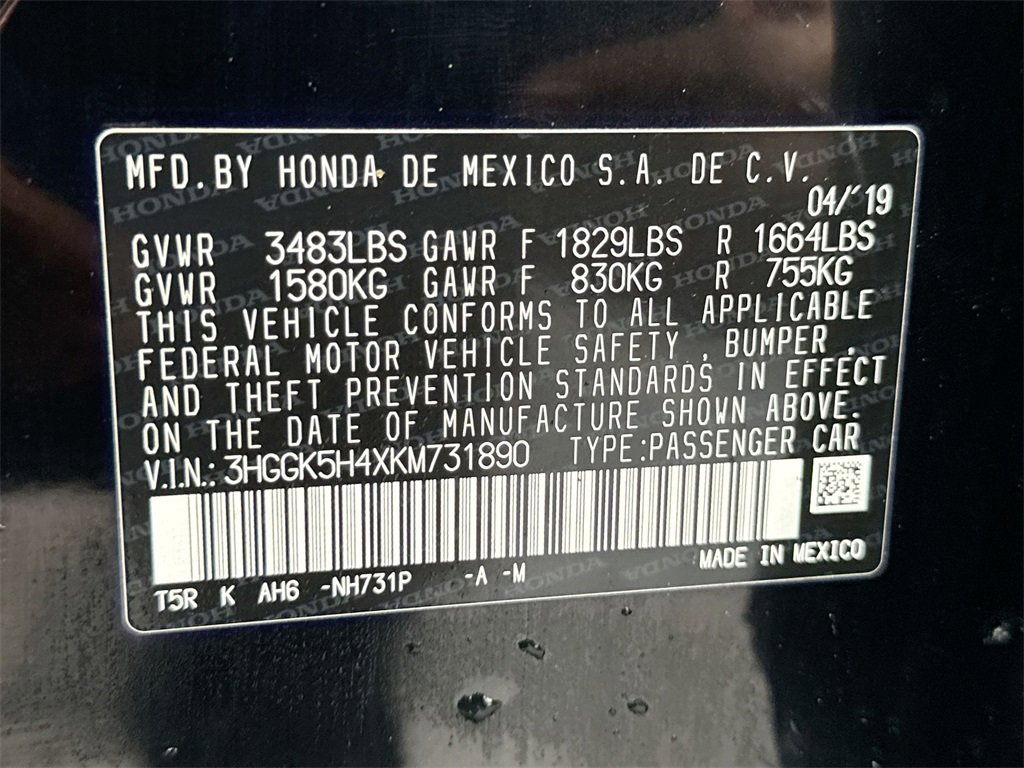 MFD. BY HONDA DE MEXICO S.A. DE C.V.
04/'19
GVWR 3483LBS GAWR F 1829LBS R 1664LBS
GVWR 1580KG GAWR F 830KG R 755KG
THIS VEHICLE CONFORMS TO ALL APPLICABLE
FEDERAL MOTOR VEHICLE SAFETY , BUMPER ,
AND THEFT PREVENTION STANDARDS IN EFFECT
ON THE DATE OF MANUFACTURE SHOWN ABOVE.
V.I.N.: 3HGGK5H4XKM731890 TYPE:PASSENGER CAR
MADE IN MEXICO
T5R K AH6 -NH731P -A -M